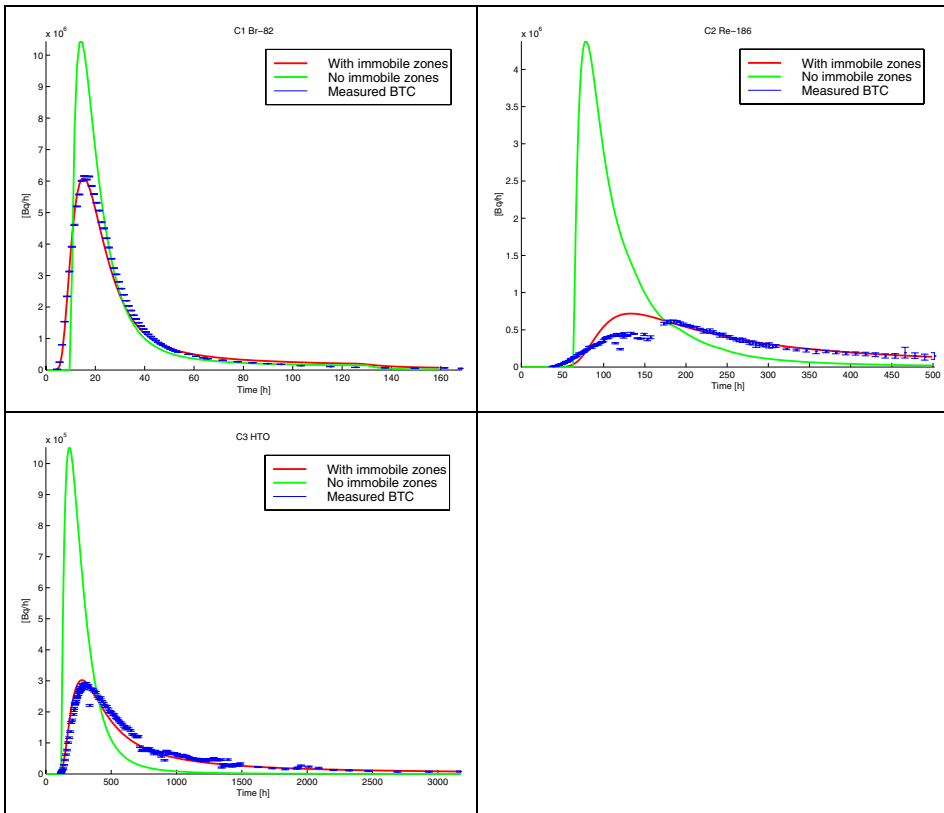 C1 Br-82
x 10^6
With immobile zones
No immobile zones
Measured BTC
10
9
8
7
6
5
4
3
2
1
0
[Bq/h]
0 20 40 60 80 100 120 140 160
Time [h]
C2 Re-186
x 10^6
With immobile zones
No immobile zones
Measured BTC
4
3.5
3
2.5
2
1.5
1
0.5
0
[Bq/h]
0 50 100 150 200 250 300 350 400 450 500
Time [h]
C3 HTO
x 10^5
With immobile zones
No immobile zones
Measured BTC
10
9
8
7
6
5
4
3
2
1
0
[Bq/h]
0 500 1000 1500 2000 2500 3000
Time [h]